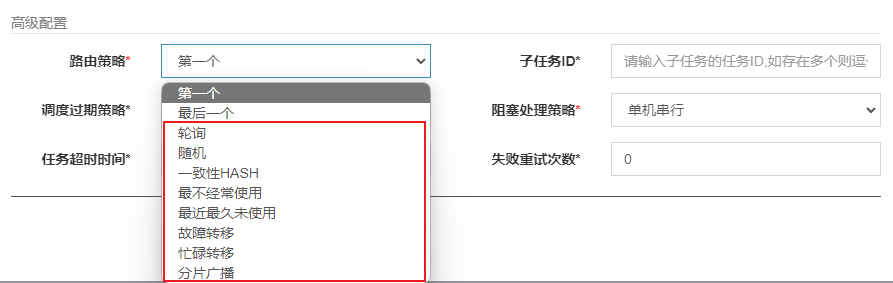 高级配置
路由策略* 第一个 子任务ID* 请输入子任务的任务ID,如存在多个则逗
第一个
调度过期策略* 最后一个 阻塞处理策略* 单机串行
轮询
任务超时时间* 随机 失败重试次数* 0
一致性HASH
最不经常使用
最近最久未使用
故障转移
忙碌转移
分片广播